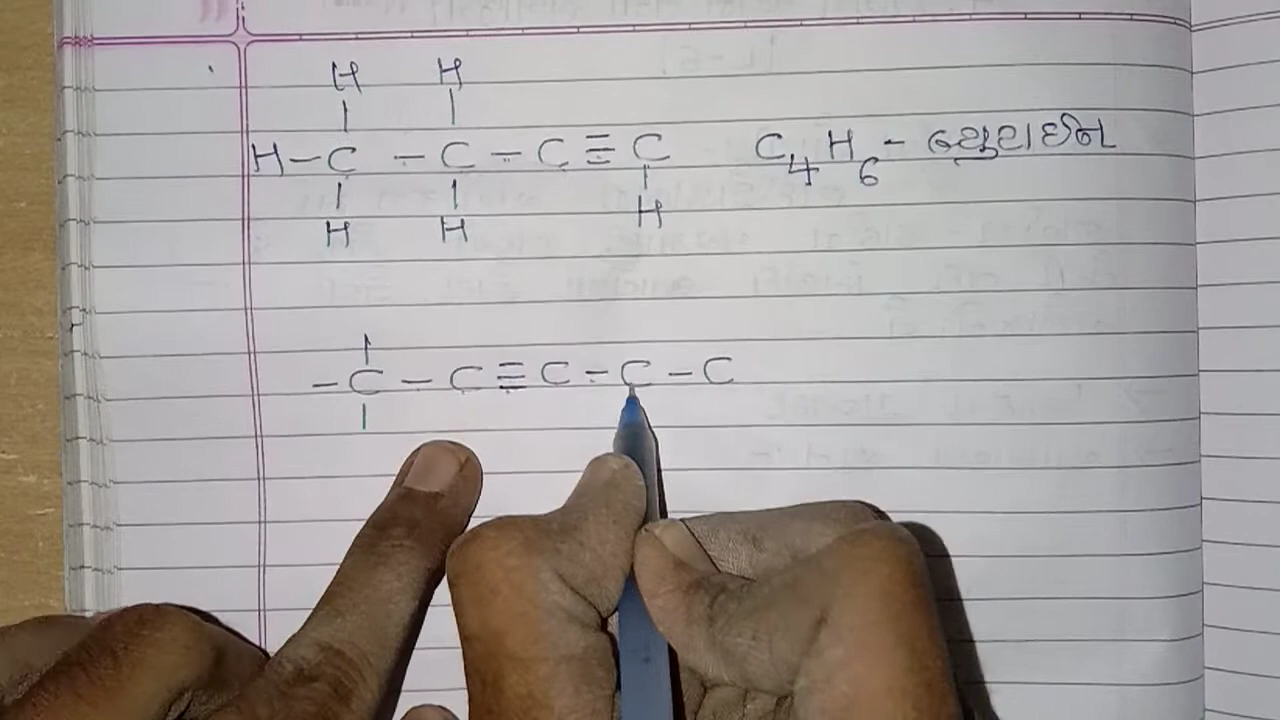 H H
H–C – C – C ≡ C C₄H₆ - બ્યુટાઈન
H H H
–C – C ≡ C – C – C